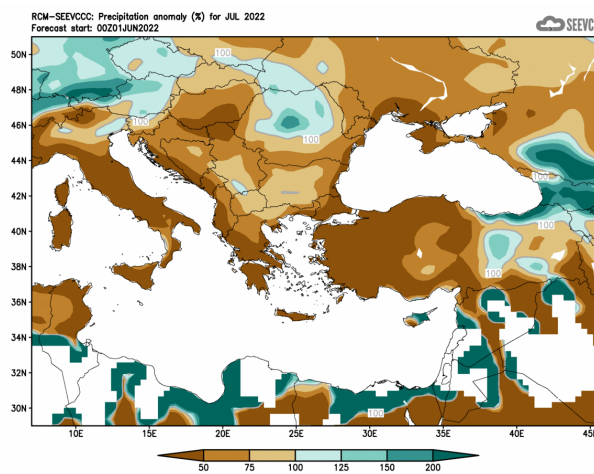 RCM-SEEVCCC: Precipitation anomaly (%) for JUL 2022
Forecast start: 00Z01JUN2022
SEEVC
50N
48N
46N
44N
42N
40N
38N
36N
34N
32N
30N
100
100
100
100
100
100
100
100
10E
15E
20E
25E
30E
35E
40E
45E
50
75
100
125
150
200